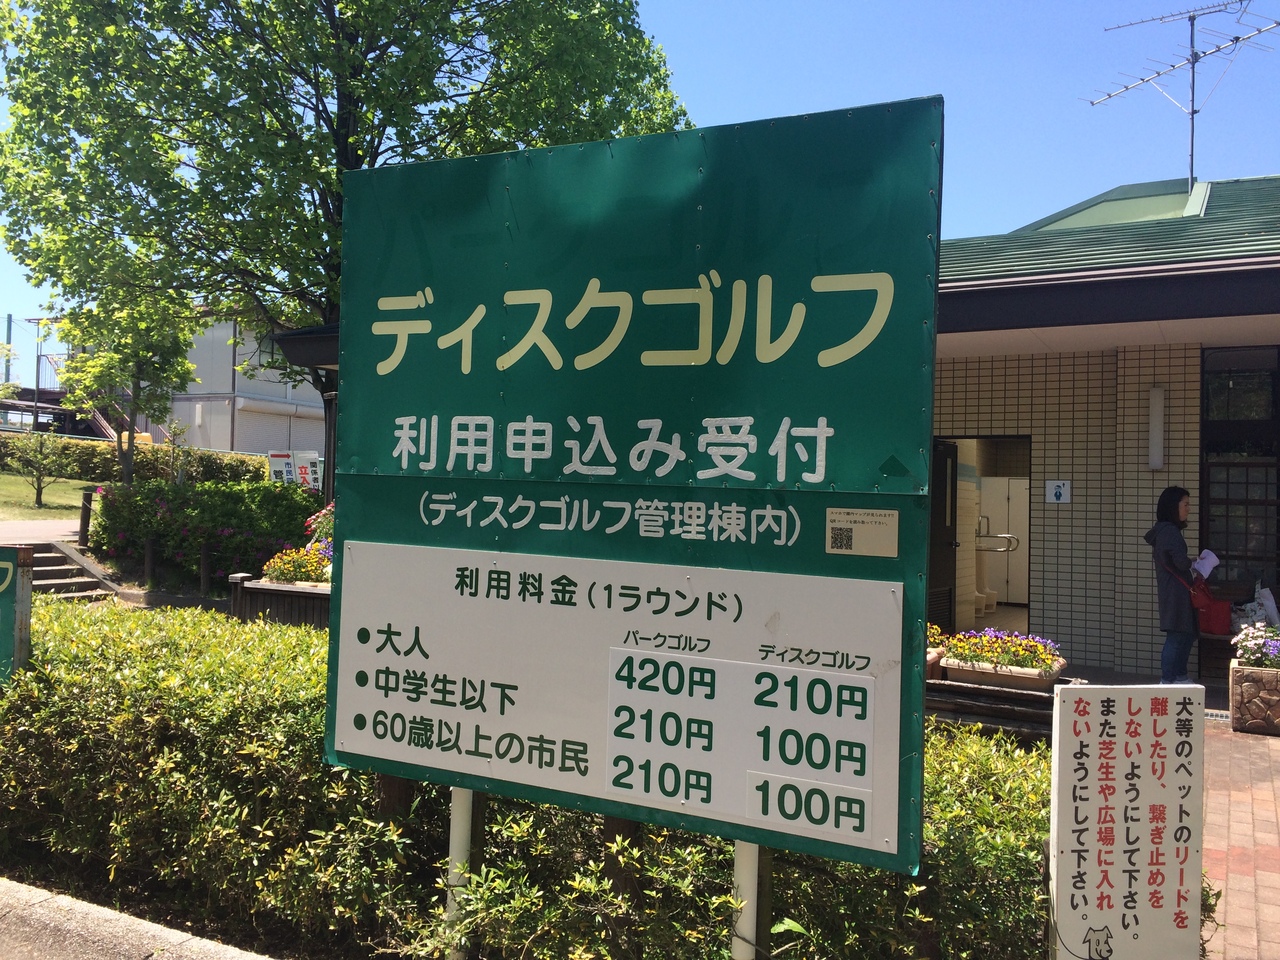 ディスクゴルフ
利用申込み受付
(ディスクゴルフ管理棟内)
利用料金(1ラウンド)
パークゴルフ ディスクゴルフ
●大人 420円 210円
●中学生以下 210円 100円
●60歳以上の市民 210円 100円
犬等のペットのリードを
離したり、繋ぎ止めを
しないようにして下さい。
また芝生や広場に入れ
ないようにして下さい。